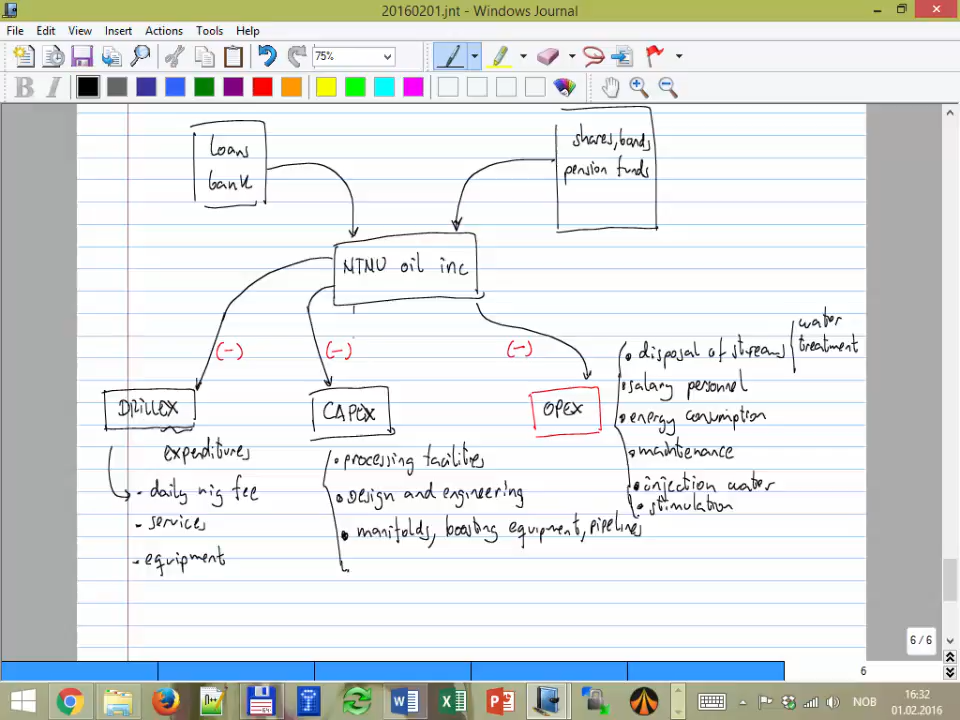 20160201.jnt - Windows Journal
File Edit View Insert Actions Tools Help
75%
B I
loans
bank
shares, bonds
pension funds
NTNU oil inc
(-)
(-)
(-)
DRILLEX
CAPEX
OPEX
expenditures
- daily rig fee
- services
- equipment
• processing facilities
• Design and engineering
• manifolds, boosting equipment, pipelines
• disposal of streams
water
treatment
• salary personnel
• energy consumption
• maintenance
• injection water
• stimulation
6/6
6
NOB
16:32
01.02.2016